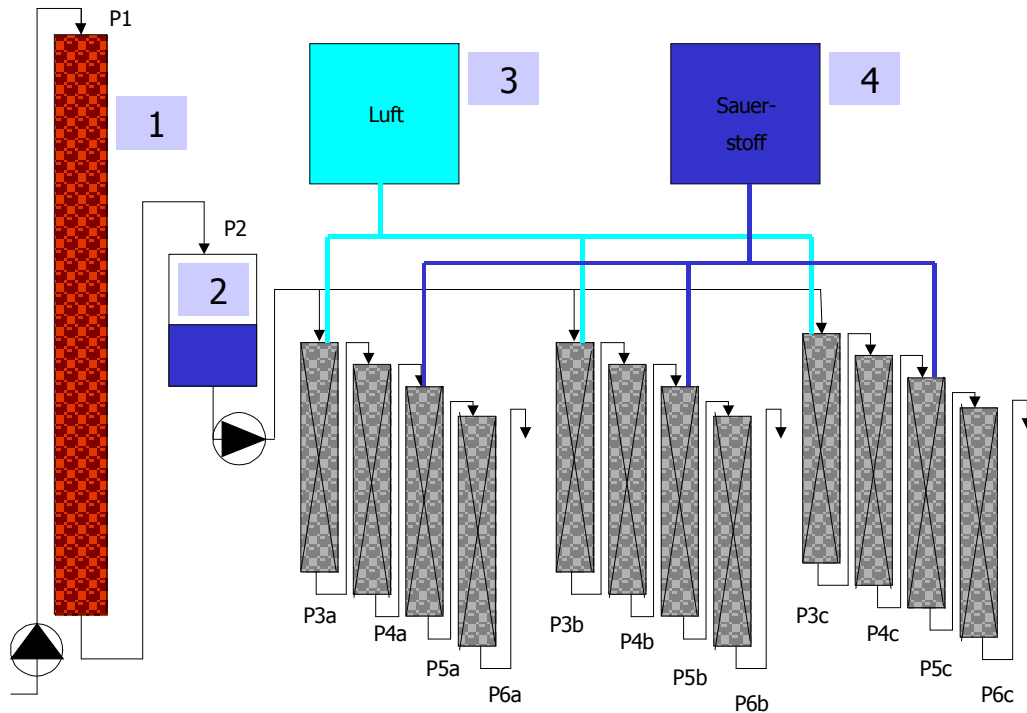 P1
1
3
4
Luft
Sauer-
stoff
P2
2
P3a
P4a
P5a
P6a
P3b
P4b
P5b
P6b
P3c
P4c
P5c
P6c